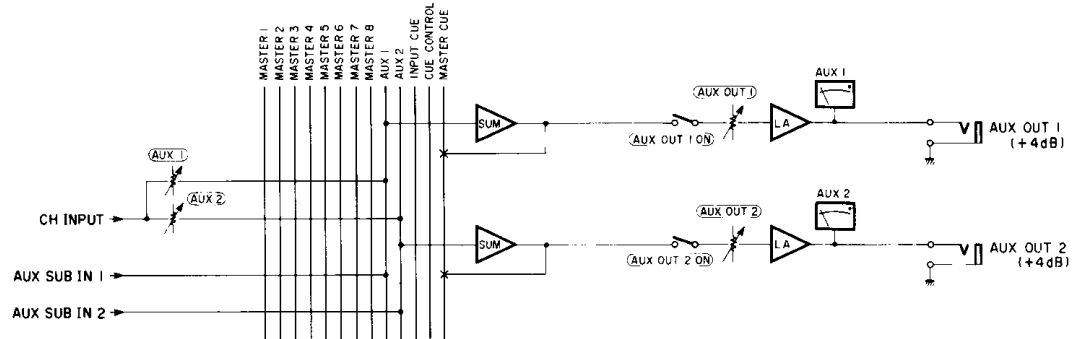 MASTER 1
MASTER 2
MASTER 3
MASTER 4
MASTER 5
MASTER 6
MASTER 7
MASTER 8
AUX 1
AUX 2
INPUT CUE
CUE CONTROL
MASTER CUE
AUX 1
AUX OUT 1
SUM
LA
AUX OUT 1 ON
AUX OUT 1
(+4dB)
AUX 1
AUX 2
CH INPUT
AUX 2
AUX OUT 2
SUM
LA
AUX OUT 2 ON
AUX OUT 2
(+4dB)
AUX SUB IN 1
AUX SUB IN 2